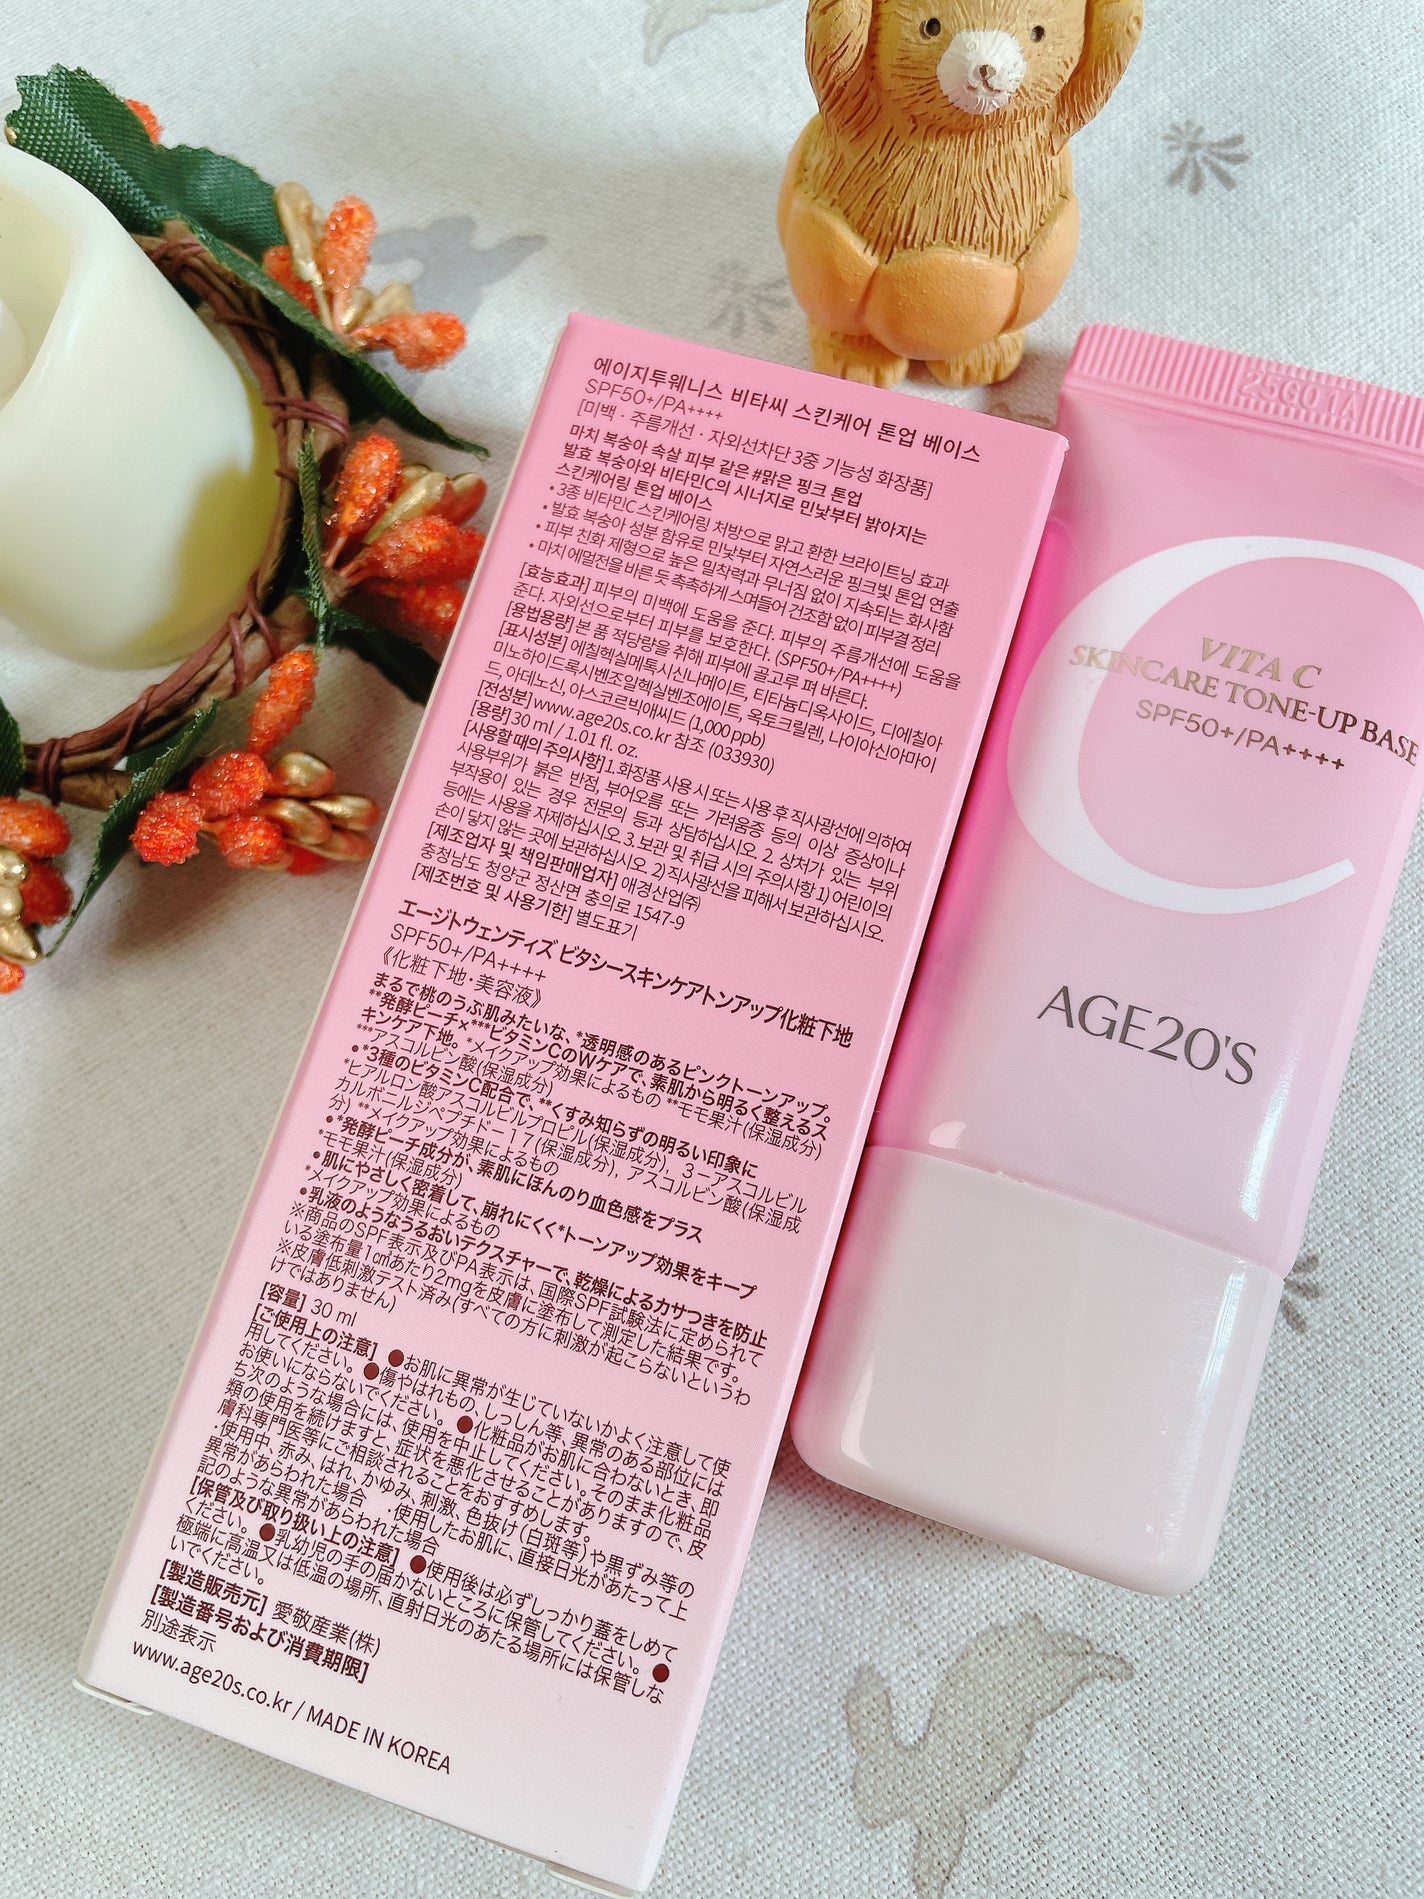 에이지투웨니스 비타씨 스킨케어 톤업 베이스
SPF50+/PA++++
[미백 · 주름개선 · 자외선차단 3중 기능성 화장품]
마치 복숭아 속살 피부 같은 #맑은 핑크 톤업
발효 복숭아와 비타민C의 시너지로 민낯부터 밝아지는
스킨케어링 톤업 베이스
• 3종 비타민C 스킨케어링 처방으로 맑고 환한 브라이트닝 효과
• 발효 복숭아 성분 함유로 민낯부터 자연스러운 핑크빛 톤업 연출
• 피부 친화 제형으로 높은 밀착력과 무너짐 없이 지속되는 화사함
• 마치 에멀전을 바른 듯 촉촉하게 스며들어 건조함 없이 피부결 정리
[효능효과] 피부의 미백에 도움을 준다. 피부의 주름개선에 도움을
준다. 자외선으로부터 피부를 보호한다. (SPF50+/PA++++)
[용법용량] 본 품 적당량을 취해 피부에 골고루 펴 바른다.
[표시성분] 에칠헥실메톡시신나메이트, 티타늄디옥사이드, 디에칠아
미노하이드록시벤조일헥실벤조에이트, 옥토크릴렌, 나이아신아마이
드, 아데노신, 아스코르빅애씨드 (1,000 ppb)
[전성분] www.age20s.co.kr 참조 (033930)
[용량] 30 ml / 1.01 fl. oz.
[사용할 때의 주의사항] 1. 화장품 사용 시 또는 사용 후 직사광선에 의하여
사용부위가 붉은 반점, 부어오름 또는 가려움증 등의 이상 증상이나
부작용이 있는 경우 전문의 등과 상담하십시오 2. 상처가 있는 부위
등에는 사용을 자제하십시오 3. 보관 및 취급 시의 주의사항 1) 어린이의
손이 닿지 않는 곳에 보관하십시오 2) 직사광선을 피해서 보관하십시오.
[제조업자 및 책임판매업자] 애경산업㈜
충청남도 청양군 정산면 충의로 1547-9
[제조번호 및 사용기한] 별도표기
エージトウェンティズ ビタシースキンケアトンアップ化粧下地
SPF50+/PA++++
《化粧下地・美容液》
まるで桃のうぶ肌みたいな、*透明感のあるピンクトーンアップ。
**発酵ピーチ×***ビタミンCのWケアで、素肌から明るく整えるス
キンケア下地。 *メイクアップ効果によるもの **モモ果汁(保湿成分)
***アスコルビン酸(保湿成分)
●*3種のビタミンC配合で、**くすみ知らずの明るい印象に
*ヒアルロン酸アスコルビルプロピル(保湿成分)，3－アスコルビル
カルボニルジペプチド－１７(保湿成分)，アスコルビン酸(保湿成
分) **メイクアップ効果によるもの
●*発酵ピーチ成分が、素肌にほんのり血色感をプラス
*モモ果汁(保湿成分)
●肌にやさしく密着して、崩れにくく*トーンアップ効果をキープ
*メイクアップ効果によるもの
●乳液のようなうるおいテクスチャーで、乾燥によるカサつきを防止
※商品のSPF表示及びPA表示は、国際SPF試験法に定められて
いる塗布量1㎠あたり2mgを皮膚に塗布して測定した結果です。
※皮膚低刺激テスト済み(すべての方に刺激が起こらないというわ
けではありません)
[容量] 30 ml
[ご使用上の注意] ●お肌に異常が生じていないかよく注意して使
用してください。 ●傷やはれもの、しっしん等、異常のある部位には
お使いにならないでください。 ●化粧品がお肌に合わないとき、即
ち次のような場合には、使用を中止してください。そのまま化粧品
類の使用を続けますと、症状を悪化させることがありますので、皮
膚科専門医等にご相談されることをおすすめします。
・使用中、赤み、はれ、かゆみ、刺激、色抜け(白斑等)や黒ずみ等の
異常があらわれた場合 ・使用したお肌に、直接日光があたって上
記のような異常があらわれた場合
[保管及び取り扱い上の注意] ●使用後は必ずしっかり蓋をしめて
ください。 ●乳幼児の手の届かないところに保管してください。 ●
極端に高温又は低温の場所、直射日光のあたる場所には保管しな
いでください。
[製造販売元] 愛敬産業(株)
[製造番号および消費期限]
別途表示
www.age20s.co.kr / MADE IN KOREA
C
VITA C
SKINCARE TONE-UP BASE
SPF50+/PA++++
AGE20'S